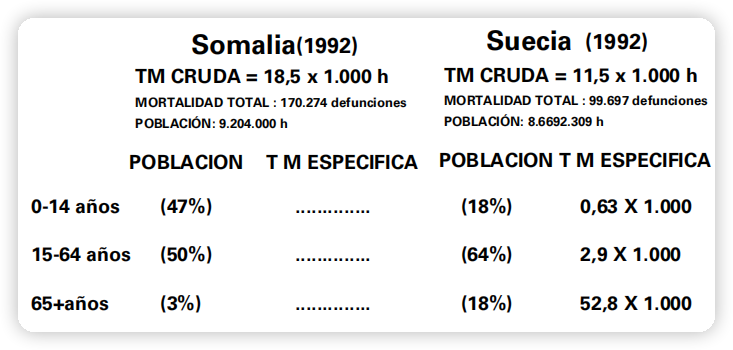 Somalia(1992) Suecia (1992)
TM CRUDA = 18,5 x 1.000 h TM CRUDA = 11,5 x 1.000 h
MORTALIDAD TOTAL : 170.274 defunciones MORTALIDAD TOTAL : 99.697 defunciones
POBLACIÓN: 9.204.000 h POBLACIÓN: 8.6692.309 h
POBLACION T M ESPECIFICA POBLACION T M ESPECIFICA
0-14 años (47%) .............. (18%) 0,63 X 1.000
15-64 años (50%) .............. (64%) 2,9 X 1.000
65+años (3%) .............. (18%) 52,8 X 1.000